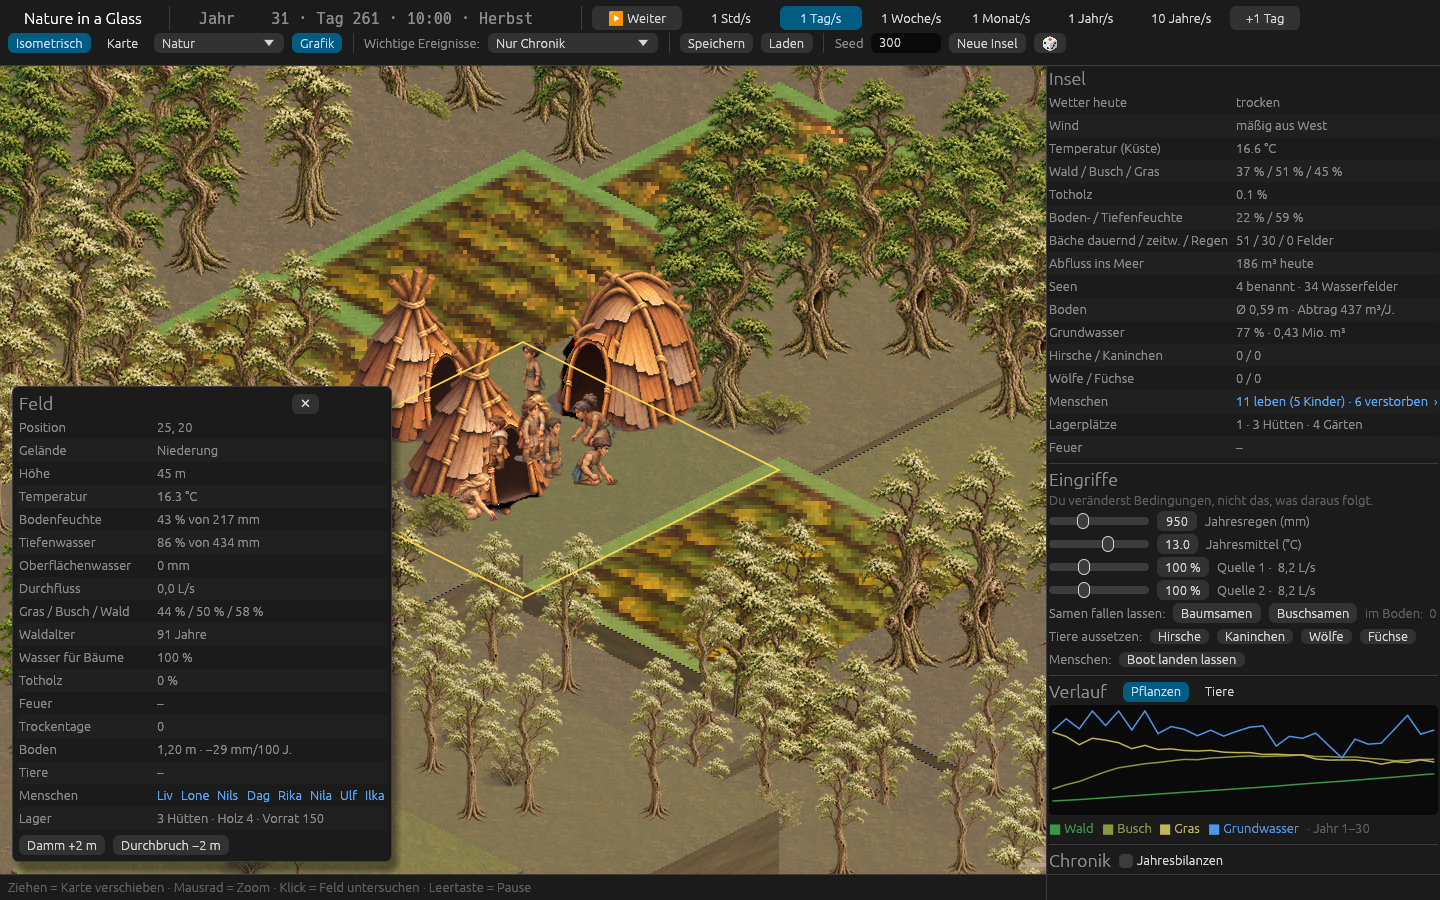 Nature in a Glass Jahr 31 · Tag 261 · 10:00 · Herbst Weiter 1 Std/s 1 Tag/s 1 Woche/s 1 Monat/s 1 Jahr/s 10 Jahre/s +1 Tag
Isometrisch Karte Natur Grafik Wichtige Ereignisse: Nur Chronik Speichern Laden Seed 300 Neue Insel
Insel
Wetter heute trocken
Wind mäßig aus West
Temperatur (Küste) 16.6 °C
Wald / Busch / Gras 37 % / 51 % / 45 %
Totholz 0.1 %
Boden- / Tiefenfeuchte 22 % / 59 %
Bäche dauernd / zeitw. / Regen 51 / 30 / 0 Felder
Abfluss ins Meer 186 m³ heute
Seen 4 benannt · 34 Wasserfelder
Boden Ø 0,59 m · Abtrag 437 m³/J.
Grundwasser 77 % · 0,43 Mio. m³
Hirsche / Kaninchen 0 / 0
Wölfe / Füchse 0 / 0
Menschen 11 leben (5 Kinder) · 6 verstorben ›
Lagerplätze 1 · 3 Hütten · 4 Gärten
Feuer –
Eingriffe
Du veränderst Bedingungen, nicht das, was daraus folgt.
950 Jahresregen (mm)
13.0 Jahresmittel (°C)
100 % Quelle 1 · 8,2 L/s
100 % Quelle 2 · 8,2 L/s
Samen fallen lassen: Baumsamen Buschsamen im Boden: 0
Tiere aussetzen: Hirsche Kaninchen Wölfe Füchse
Menschen: Boot landen lassen
Verlauf Pflanzen Tiere
Wald Busch Gras Grundwasser · Jahr 1–30
Chronik Jahresbilanzen
Feld ✕
Position 25, 20
Gelände Niederung
Höhe 45 m
Temperatur 16.3 °C
Bodenfeuchte 43 % von 217 mm
Tiefenwasser 86 % von 434 mm
Oberflächenwasser 0 mm
Durchfluss 0,0 L/s
Gras / Busch / Wald 44 % / 50 % / 58 %
Waldalter 91 Jahre
Wasser für Bäume 100 %
Totholz 0 %
Feuer –
Trockentage 0
Boden 1,20 m · −29 mm/100 J.
Tiere –
Menschen Liv Lone Nils Dag Rika Nila Ulf Ilka
Lager 3 Hütten · Holz 4 · Vorrat 150
Damm +2 m Durchbruch −2 m
Ziehen = Karte verschieben · Mausrad = Zoom · Klick = Feld untersuchen · Leertaste = Pause